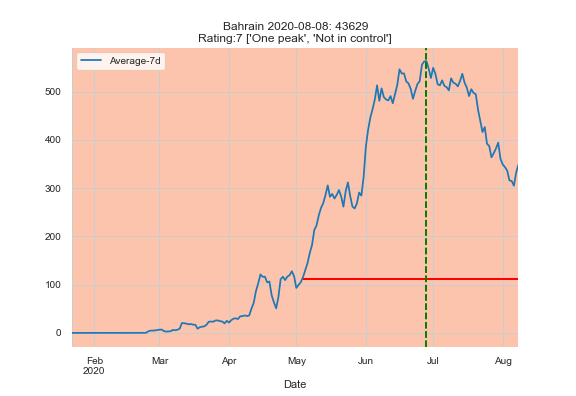 Bahrain 2020-08-08: 43629
Rating:7 ['One peak', 'Not in control']
Average-7d
500
400
300
200
100
0
Feb Mar Apr May Jun Jul Aug
2020
Date